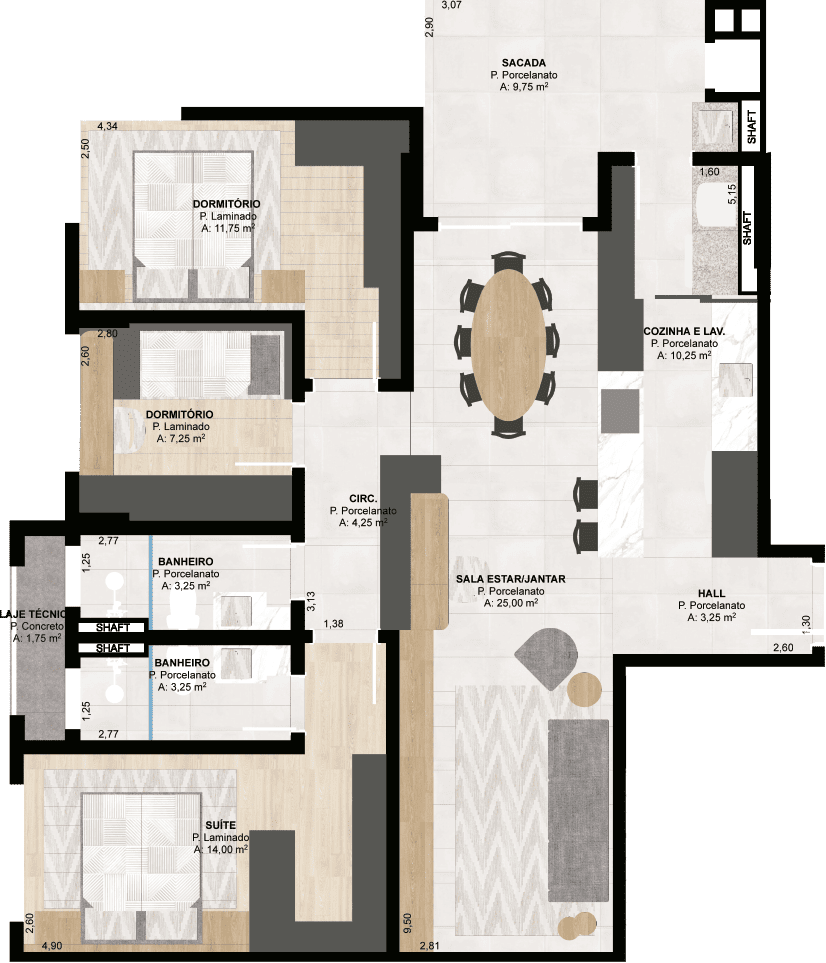 3,07
2,90
SACADA
P. Porcelanato
A: 9,75 m²
SHAFT
4,34
2,50
DORMITÓRIO
P. Laminado
A: 11,75 m²
1,60
5,15
SHAFT
2,80
2,60
COZINHA E LAV.
P. Porcelanato
A: 10,25 m²
DORMITÓRIO
P. Laminado
A: 7,25 m²
CIRC.
P. Porcelanato
A: 4,25 m²
2,77
1,25
BANHEIRO
P. Porcelanato
A: 3,25 m²
SALA ESTAR/JANTAR
P. Porcelanato
A: 25,00 m²
HALL
P. Porcelanato
A: 3,25 m²
3,13
1,38
LAJE TÉCNIC
P. Concreto
A: 1,75 m²
SHAFT
SHAFT
1,30
2,60
BANHEIRO
P. Porcelanato
A: 3,25 m²
1,25
2,77
SUÍTE
P. Laminado
A: 14,00 m²
2,60
4,90
9,50
2,81